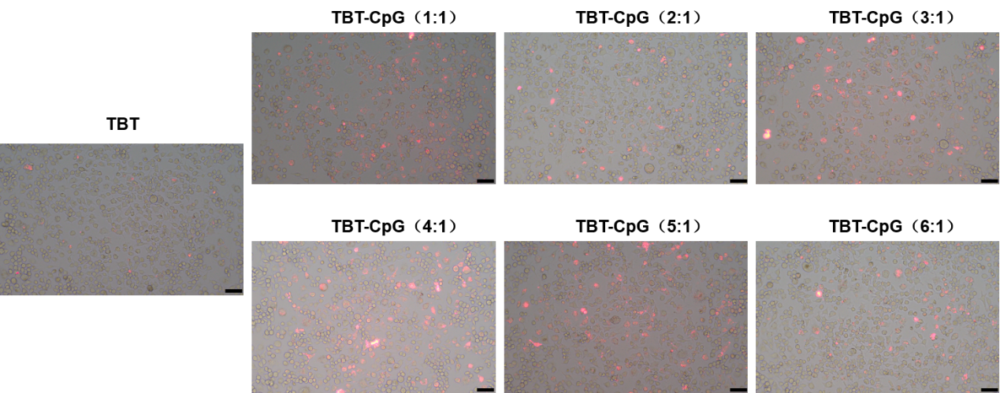 TBT-CpG（1:1）
TBT-CpG（2:1）
TBT-CpG（3:1）
TBT
TBT-CpG（4:1）
TBT-CpG（5:1）
TBT-CpG（6:1）